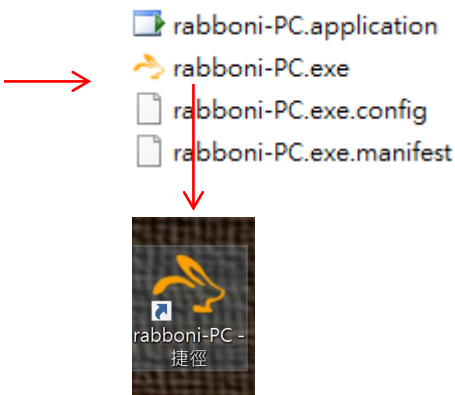 rabboni-PC.application
rabboni-PC.exe
rabboni-PC.exe.config
rabboni-PC.exe.manifest
rabboni-PC -
捷徑